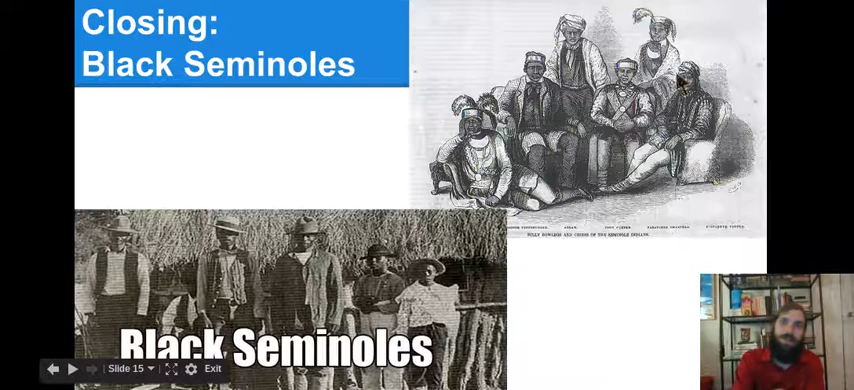 Closing:
Black Seminoles
BILLY BOWLEGS AND CHIEFS OF THE SEMINOLE INDIANS.
Black Seminoles
Slide 15
Exit